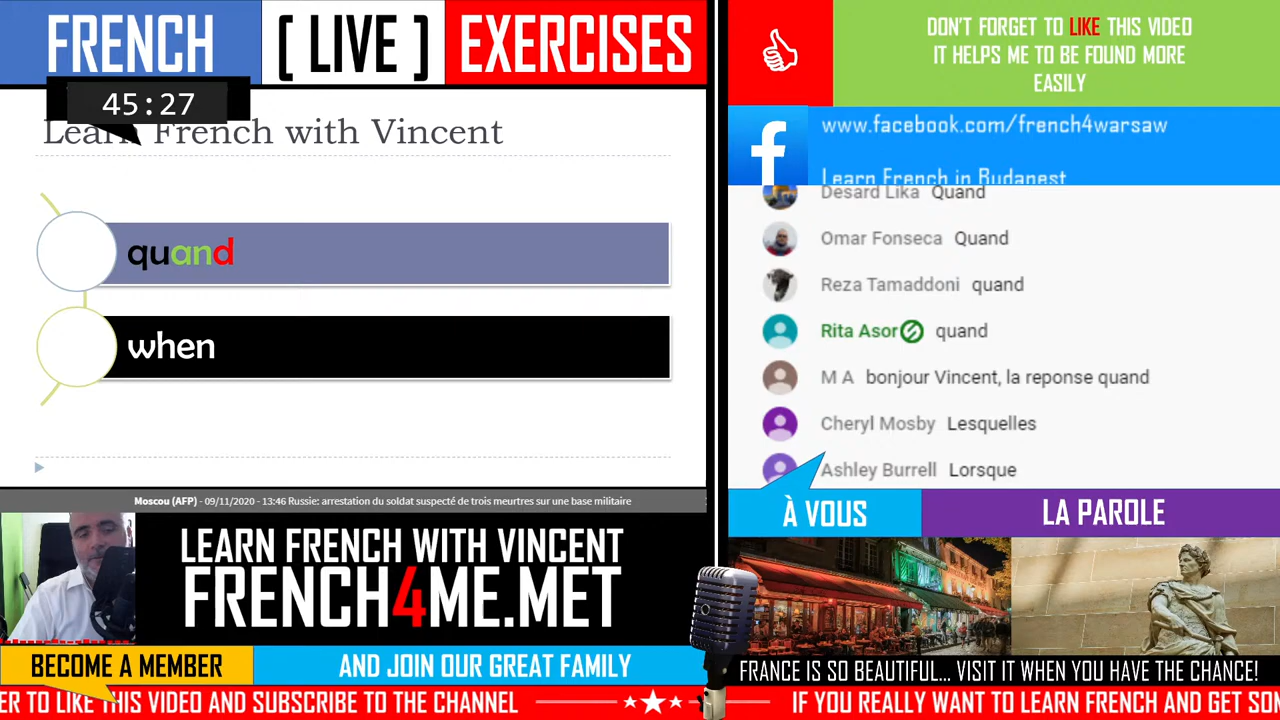 FRENCH [ LIVE ] EXERCISES
45:27
Learn French with Vincent
quand
when
Moscou (AFP) - 09/11/2020 - 13:46 Russie: arrestation du soldat suspecté de trois meurtres sur une base militaire
LEARN FRENCH WITH VINCENT
FRENCH4ME.MET
BECOME A MEMBER
AND JOIN OUR GREAT FAMILY
DON'T FORGET TO LIKE THIS VIDEO
IT HELPS ME TO BE FOUND MORE
EASILY
www.facebook.com/french4warsaw
Learn French in Budapest
Desard Lika Quand
Omar Fonseca Quand
Reza Tamaddoni quand
Rita Asor quand
M A bonjour Vincent, la reponse quand
Cheryl Mosby Lesquelles
Ashley Burrell Lorsque
À VOUS LA PAROLE
FRANCE IS SO BEAUTIFUL... VISIT IT WHEN YOU HAVE THE CHANCE!
ER TO LIKE THIS VIDEO AND SUBSCRIBE TO THE CHANNEL IF YOU REALLY WANT TO LEARN FRENCH AND GET SOM